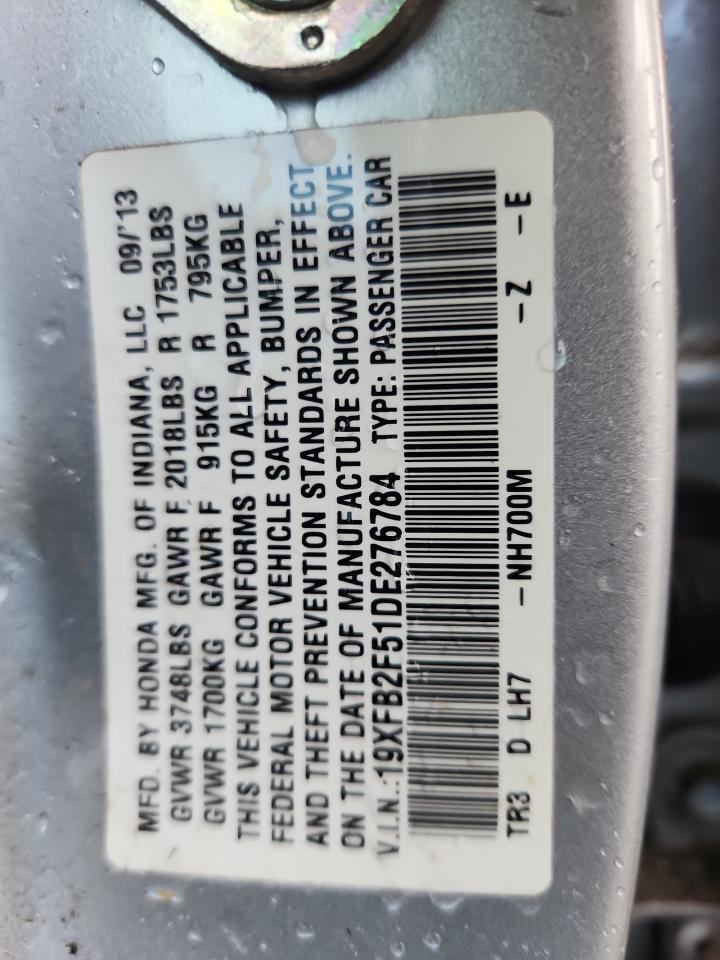 MFD. BY HONDA MFG. OF INDIANA, LLC 09/'13
GVWR 3748LBS GAWR F 2018LBS R 1753LBS
GVWR 1700KG GAWR F 915KG R 795KG
THIS VEHICLE CONFORMS TO ALL APPLICABLE
FEDERAL MOTOR VEHICLE SAFETY, BUMPER,
AND THEFT PREVENTION STANDARDS IN EFFECT
ON THE DATE OF MANUFACTURE SHOWN ABOVE.
V.I.N.:19XFB2F51DE276784 TYPE: PASSENGER CAR
TR3 D LH7 -NH700M -Z -E